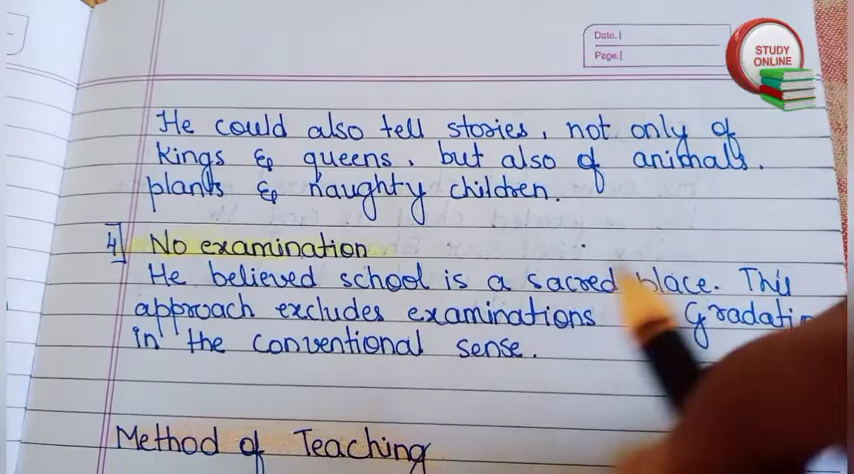 Date.
Page.
STUDY
ONLINE
He could also tell stories, not only of
kings & queens, but also of animals.
plants & naughty children.
4] No examination
He believed school is a sacred place. This
approach excludes examinations Gradati
in the conventional sense.
Method of Teaching